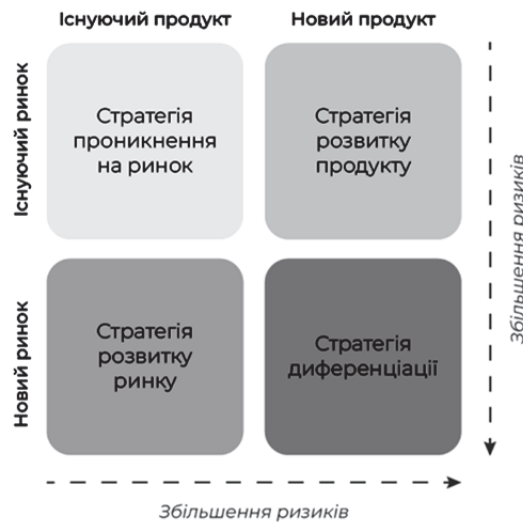 Існуючий продукт
Новий продукт
Існуючий ринок
Стратегія
проникнення
на ринок
Стратегія
розвитку
продукту
Новий ринок
Стратегія
розвитку
ринку
Стратегія
диференціації
Збільшення ризиків
Збільшення ризиків